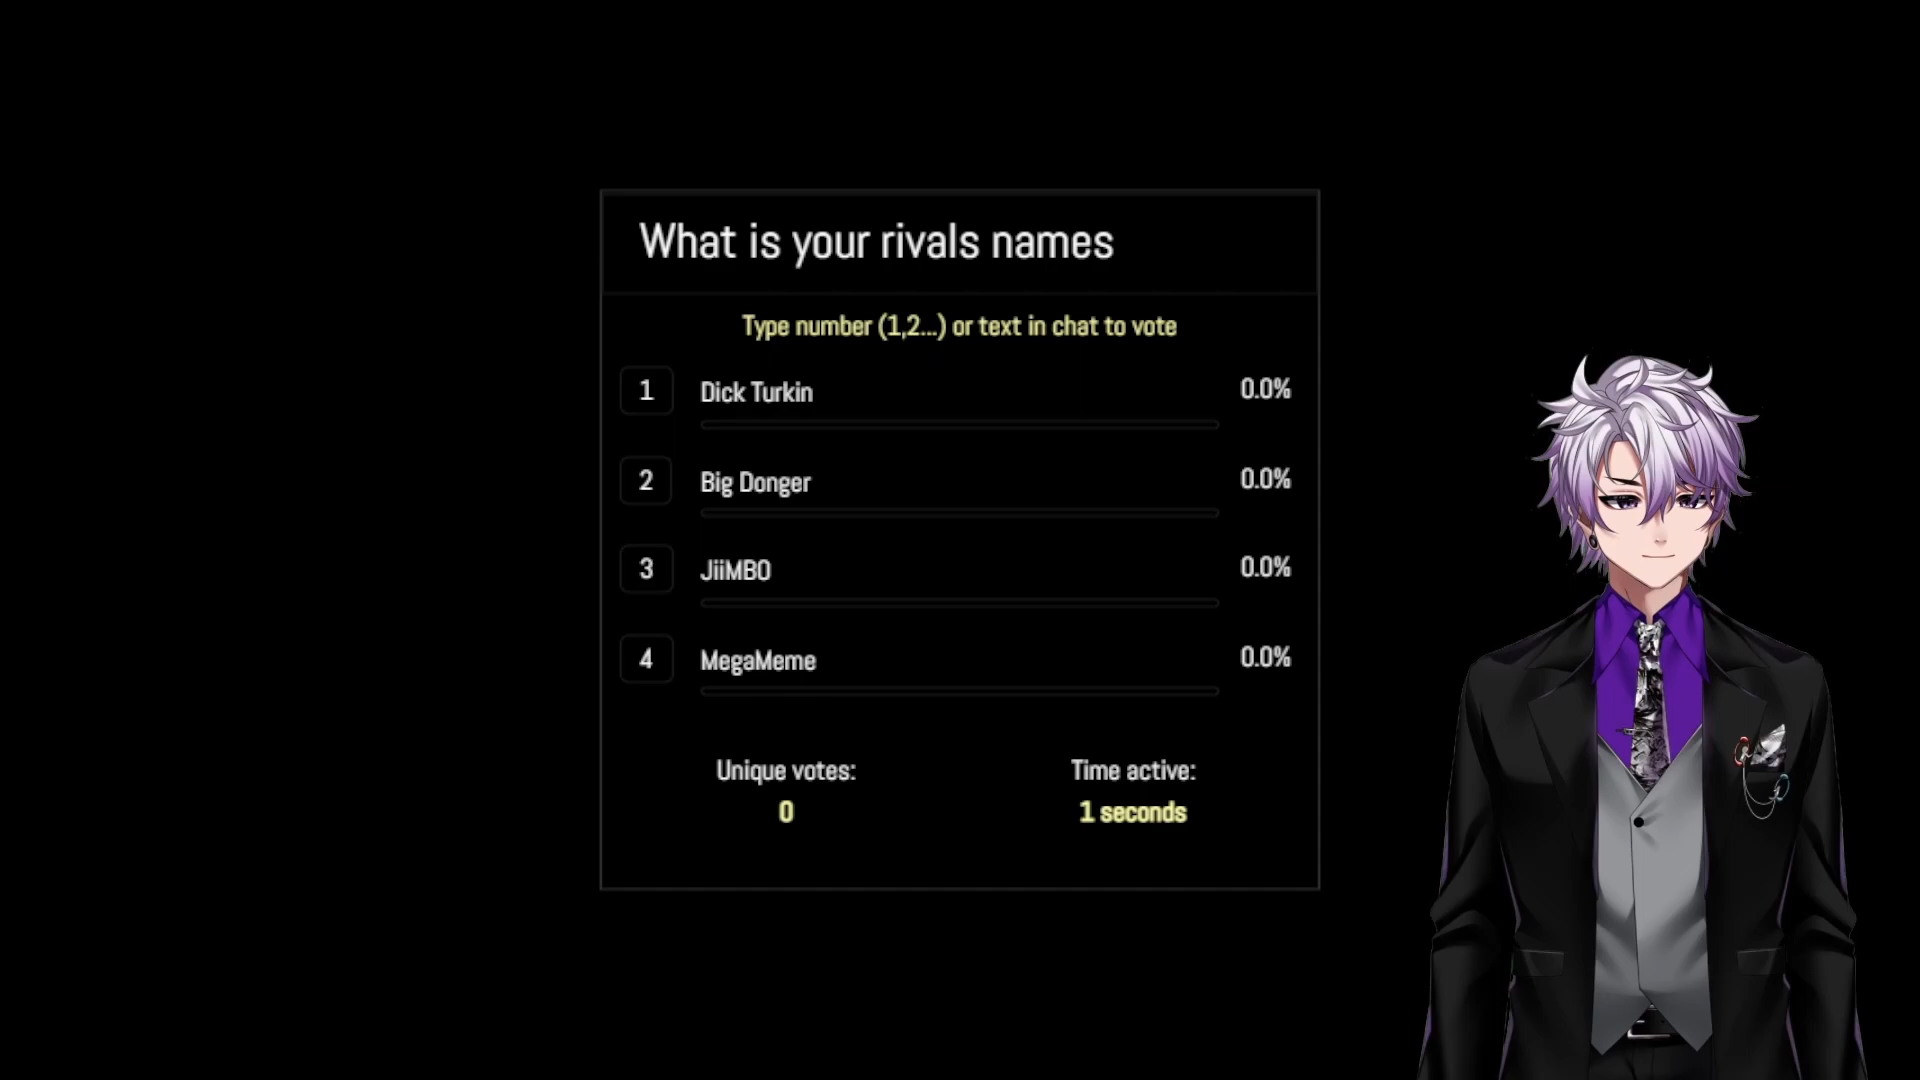 What is your rivals names
Type number (1,2...) or text in chat to vote
1 Dick Turkin 0.0%
2 Big Donger 0.0%
3 JiiMBO 0.0%
4 MegaMeme 0.0%
Unique votes: Time active:
0 1 seconds